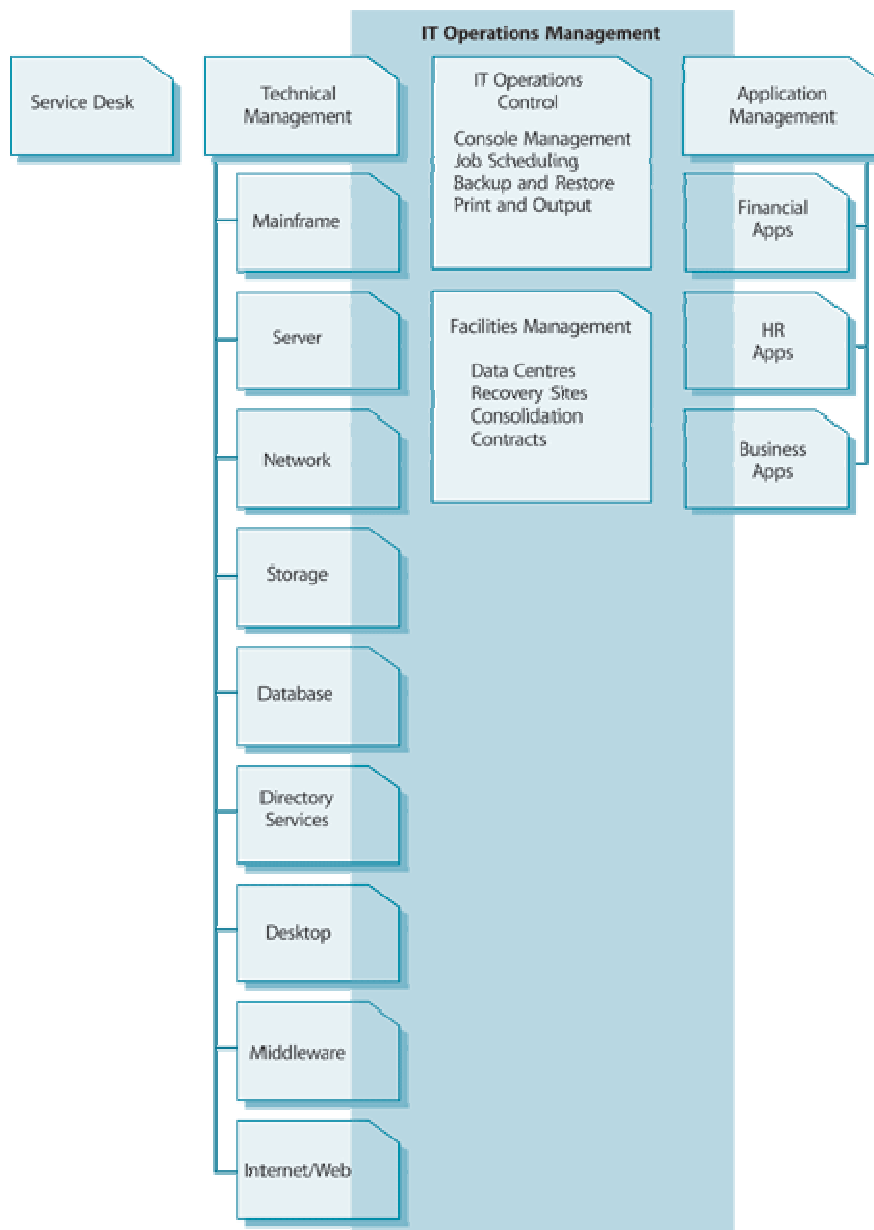 IT Operations Management
Service Desk
Technical
Management
Mainframe
Server
Network
Storage
Database
Directory
Services
Desktop
Middleware
Internet/Web
IT Operations
Control
Console Management
Job Scheduling
Backup and Restore
Print and Output
Facilities Management
Data Centres
Recovery Sites
Consolidation
Contracts
Application
Management
Financial
Apps
HR
Apps
Business
Apps